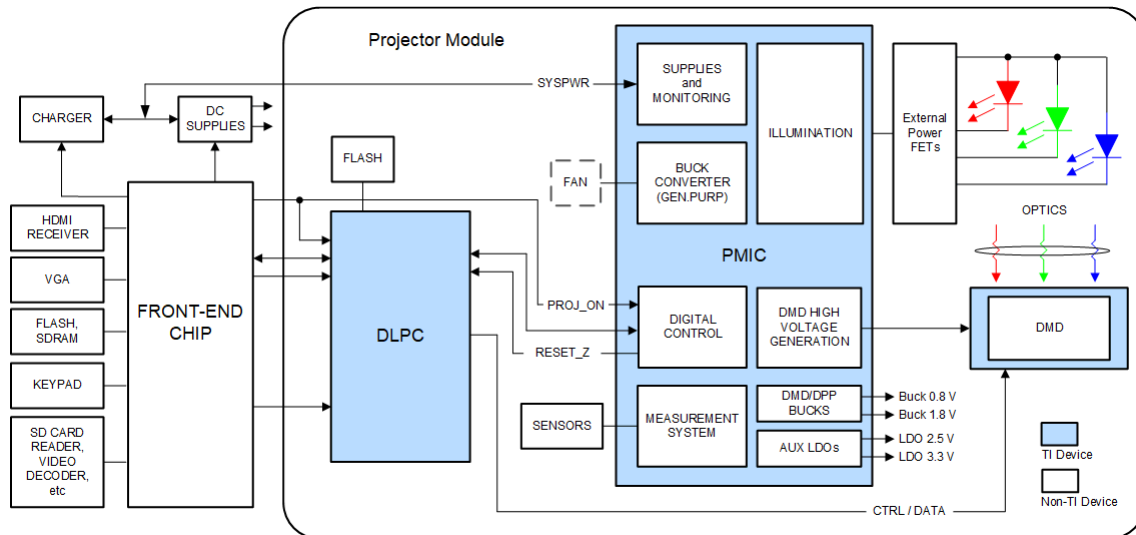 Projector Module
SYSPWR
CHARGER
DC
SUPPLIES
SUPPLIES
and
MONITORING
ILLUMINATION
External
Power
FETs
FLASH
FAN
BUCK
CONVERTER
(GEN.PURP)
HDMI
RECEIVER
VGA
FLASH,
SDRAM
KEYPAD
SD CARD
READER,
VIDEO
DECODER,
etc
FRONT-END
CHIP
DLPC
PMIC
OPTICS
PROJ_ON
RESET_Z
DIGITAL
CONTROL
DMD HIGH
VOLTAGE
GENERATION
DMD
SENSORS
MEASUREMENT
SYSTEM
DMD/DPP
BUCKS
AUX LDOs
Buck 0.8 V
Buck 1.8 V
LDO 2.5 V
LDO 3.3 V
CTRL / DATA
TI Device
Non-TI Device